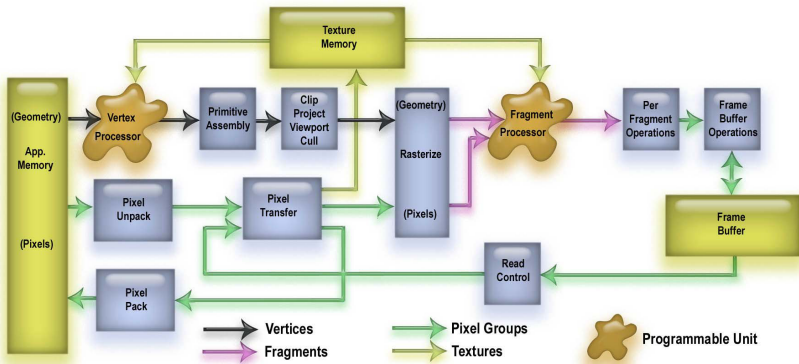 Texture
Memory
(Geometry)
App.
Memory
(Pixels)
Vertex
Processor
Primitive
Assembly
Clip
Project
Viewport
Cull
(Geometry)
Rasterize
(Pixels)
Fragment
Processor
Per
Fragment
Operations
Frame
Buffer
Operations
Pixel
Unpack
Pixel
Transfer
Frame
Buffer
Read
Control
Pixel
Pack
Vertices
Fragments
Pixel Groups
Textures
Programmable Unit